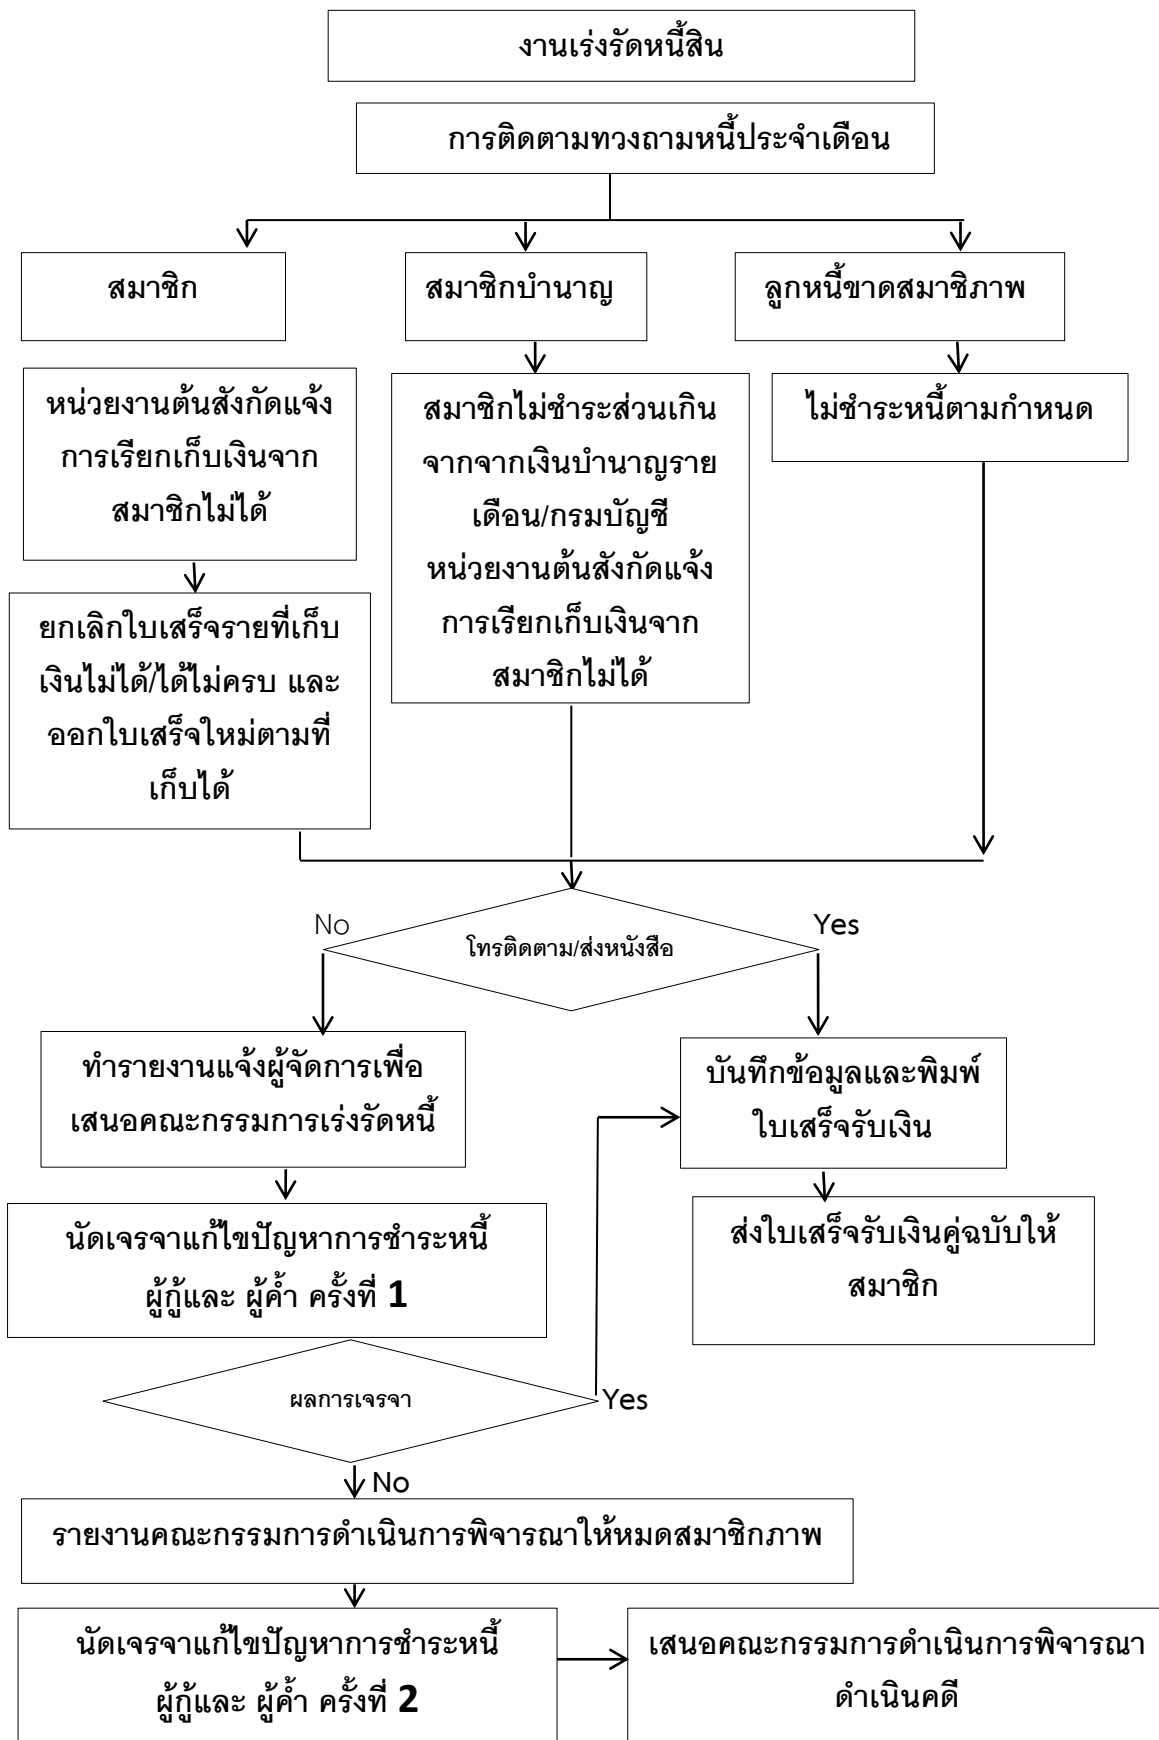 งานเร่งรัดหนี้สิน
การติดตามทวงถามหนี้ประจำเดือน
สมาชิก
สมาชิกบำนาญ
ลูกหนี้ขาดสมาชิภาพ
หน่วยงานต้นสังกัดแจ้ง
การเรียกเก็บเงินจาก
สมาชิกไม่ได้
สมาชิกไม่ชำระส่วนเกิน
จากจากเงินบำนาญราย
เดือน/กรมบัญชี
หน่วยงานต้นสังกัดแจ้ง
การเรียกเก็บเงินจาก
สมาชิกไม่ได้
ไม่ชำระหนี้ตามกำหนด
ยกเลิกใบเสร็จรายที่เก็บ
เงินไม่ได้/ได้ไม่ครบ และ
ออกใบเสร็จใหม่ตามที่
เก็บได้
No
โทรติดตาม/ส่งหนังสือ
Yes
ทำรายงานแจ้งผู้จัดการเพื่อ
เสนอคณะกรรมการเร่งรัดหนี้
บันทึกข้อมูลและพิมพ์
ใบเสร็จรับเงิน
นัดเจรจาแก้ไขปัญหาการชำระหนี้
ผู้กู้และ ผู้ค้ำ ครั้งที่ 1
ส่งใบเสร็จรับเงินคู่ฉบับให้
สมาชิก
ผลการเจรจา
Yes
No
รายงานคณะกรรมการดำเนินการพิจารณาให้หมดสมาชิกภาพ
นัดเจรจาแก้ไขปัญหาการชำระหนี้
ผู้กู้และ ผู้ค้ำ ครั้งที่ 2
เสนอคณะกรรมการดำเนินการพิจารณา
ดำเนินคดี